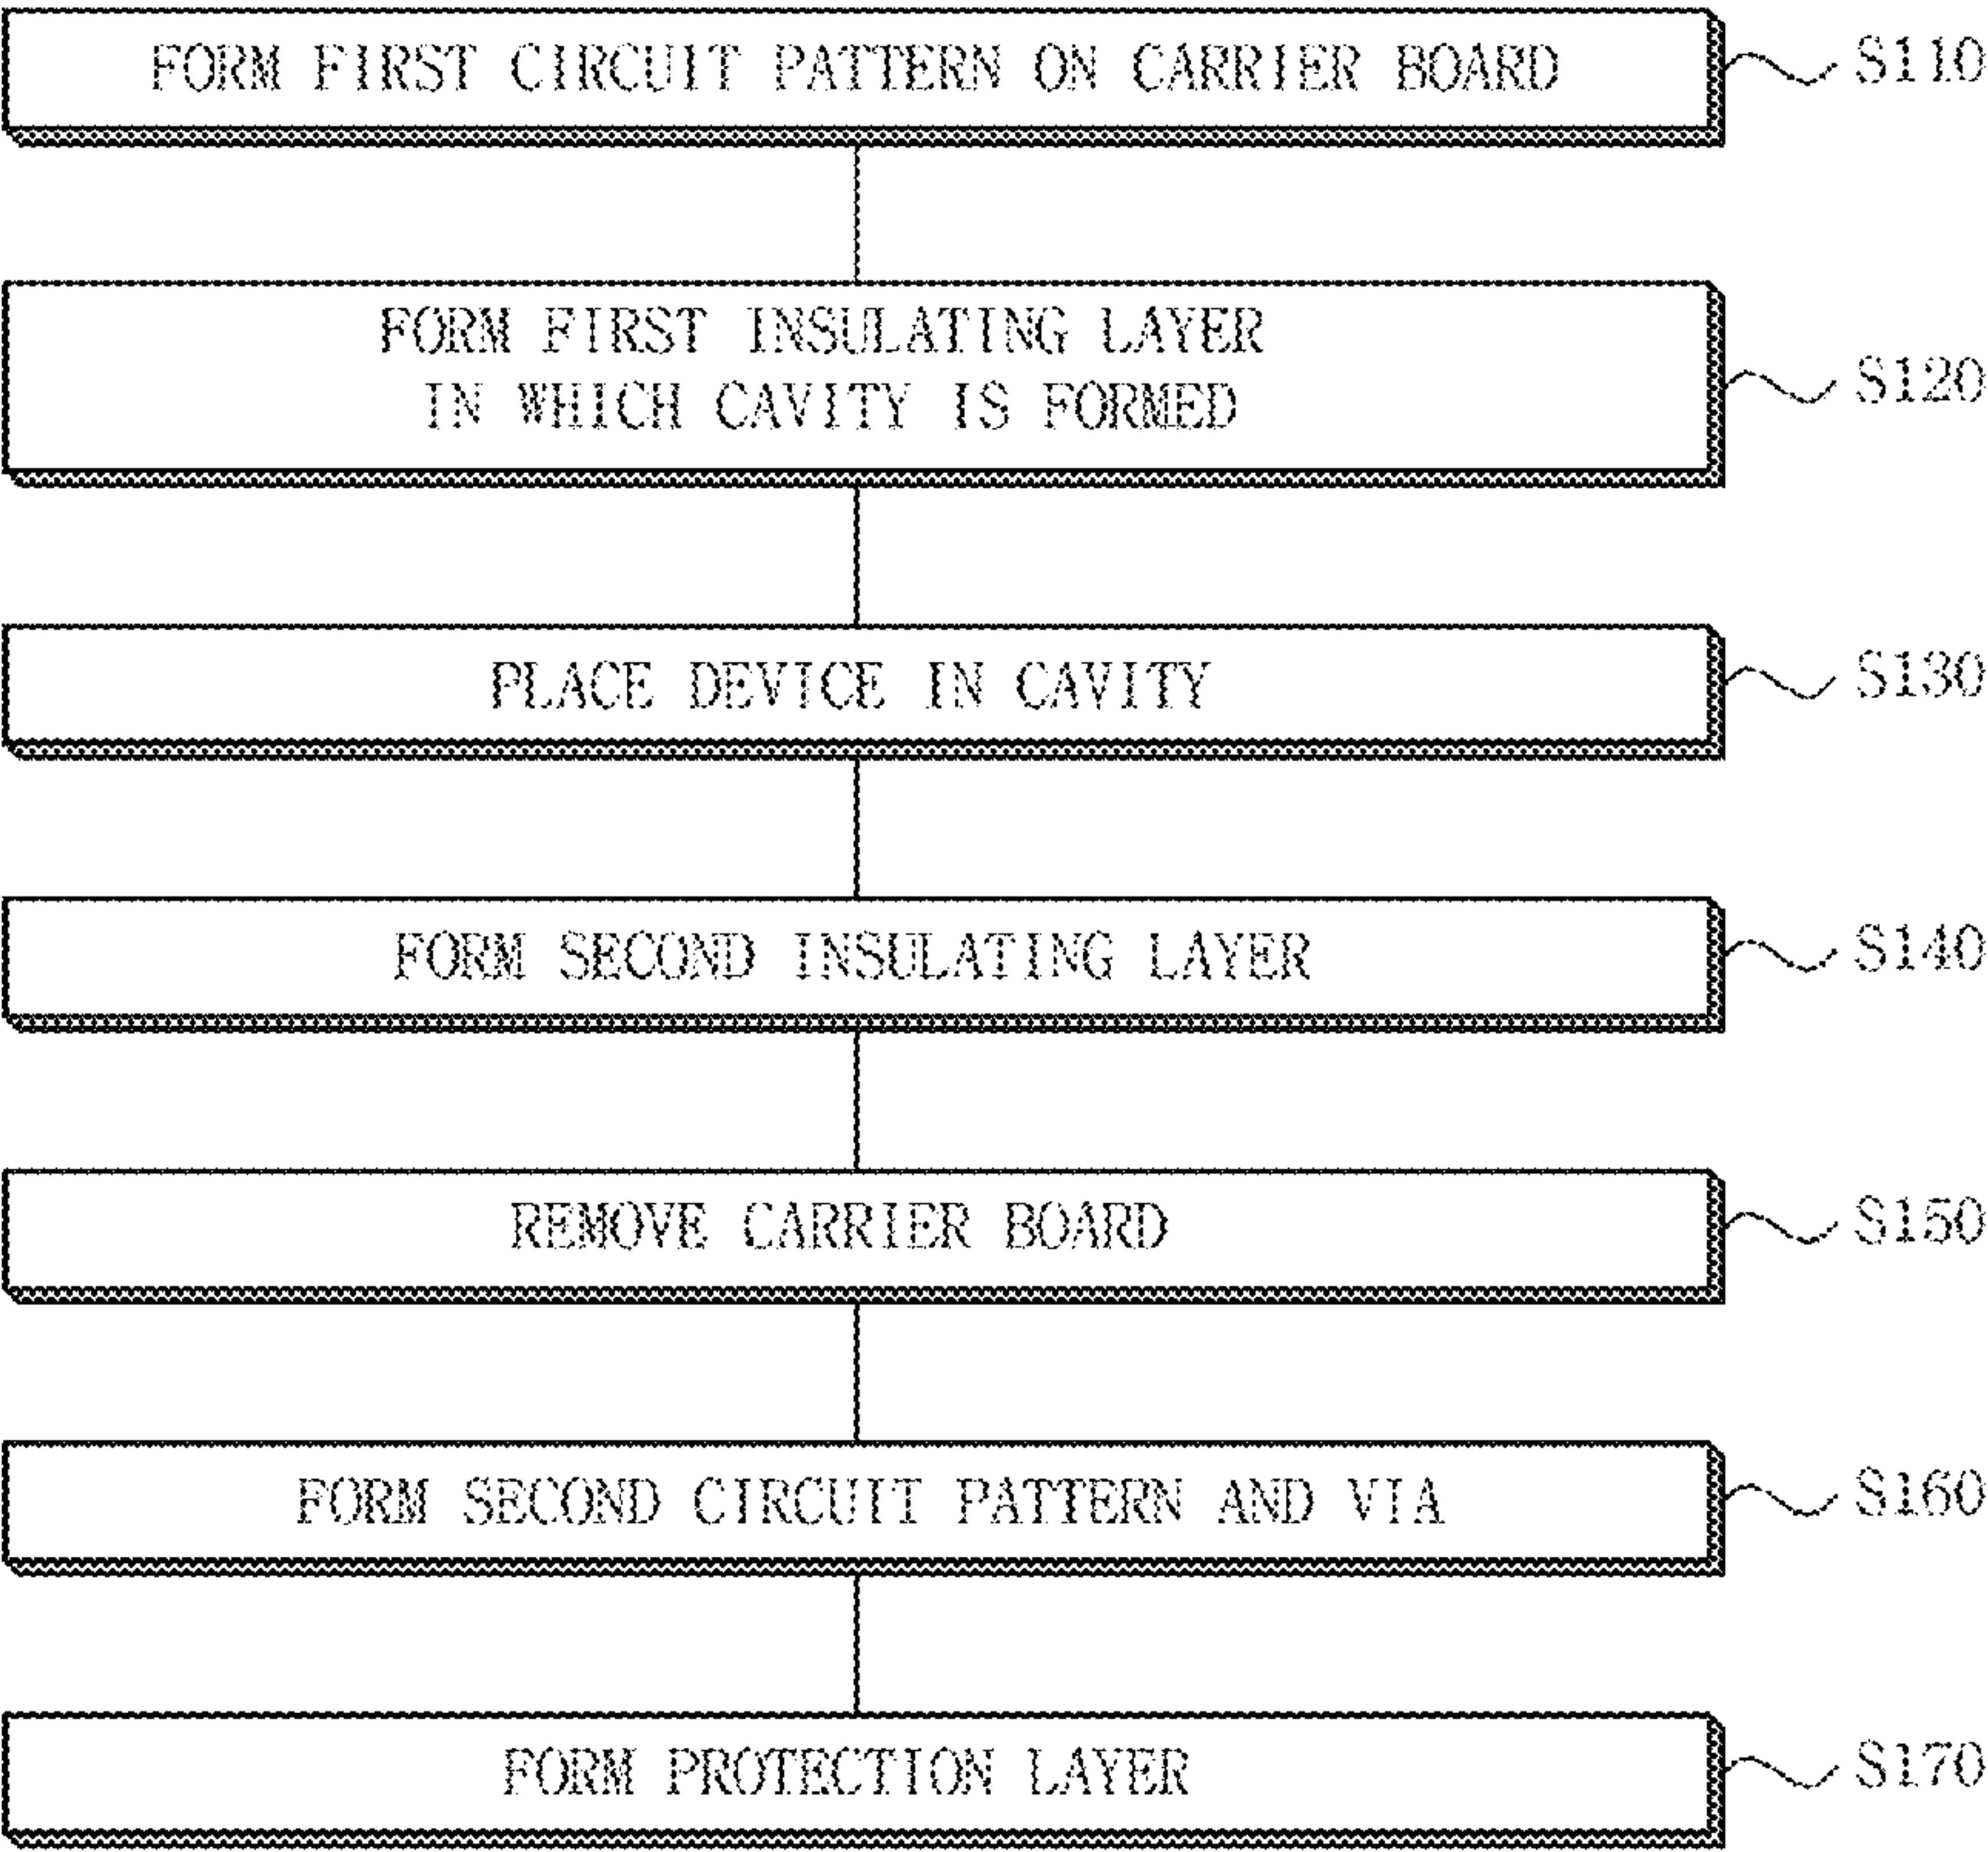 FORM FIRST CIRCUIT PATTERN ON CARRIER BOARD
S110
FORM FIRST INSULATING LAYER
IN WHICH CAVITY IS FORMED
S120
PLACE DEVICE IN CAVITY
S130
FORM SECOND INSULATING LAYER
S140
REMOVE CARRIER BOARD
S150
FORM SECOND CIRCUIT PATTERN AND VIA
S160
FORM PROTECTION LAYER
S170